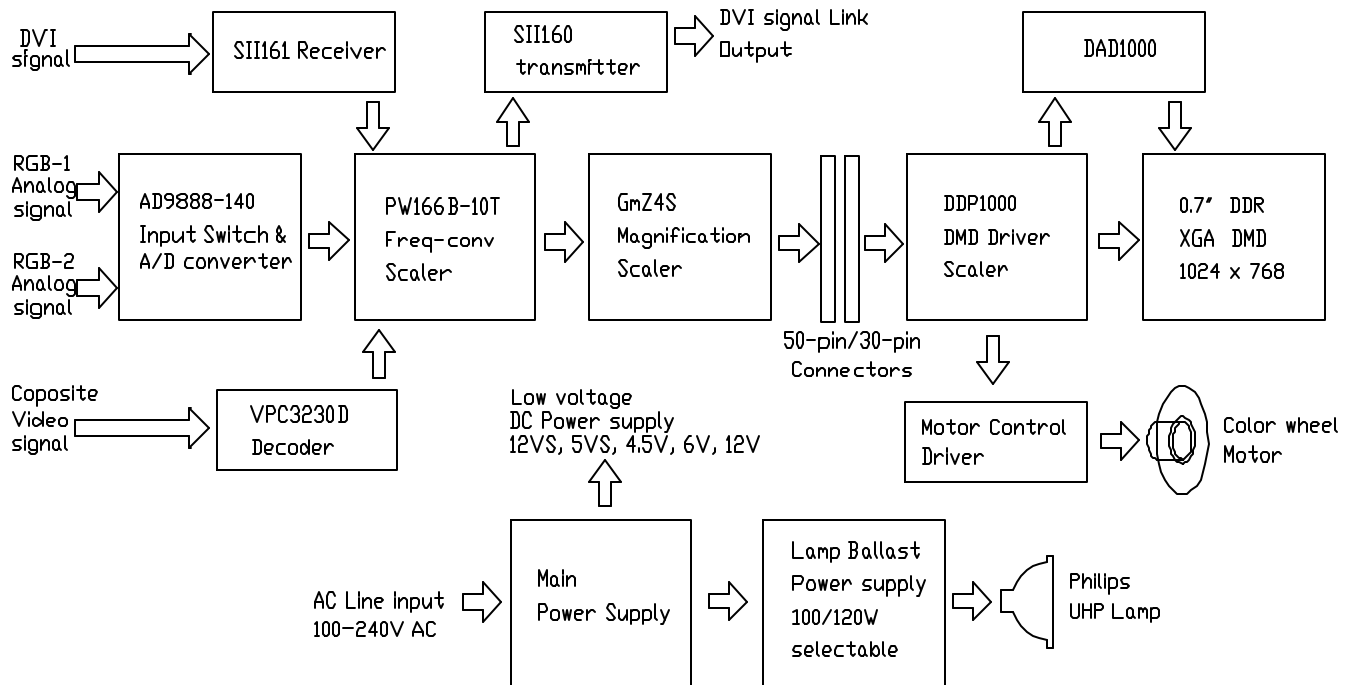 DVI
signal
SII161 Receiver
SII160
transmitter
DVI signal Link
Output
DAD1000
RGB-1
Analog
signal
RGB-2
Analog
signal
AD9888-140
Input Switch &
A/D converter
PW166B-10T
Freq-conv
Scaler
GmZ4S
Magnification
Scaler
50-pin/30-pin
Connectors
DDP1000
DMD Driver
Scaler
0.7″ DDR
XGA DMD
1024 x 768
Coposite
Video
signal
VPC3230D
Decoder
Low voltage
DC Power supply
12VS, 5VS, 4.5V, 6V, 12V
Motor Control
Driver
Color wheel
Motor
AC Line input
100-240V AC
Main
Power Supply
Lamp Ballast
Power supply
100/120W
selectable
Philips
UHP Lamp